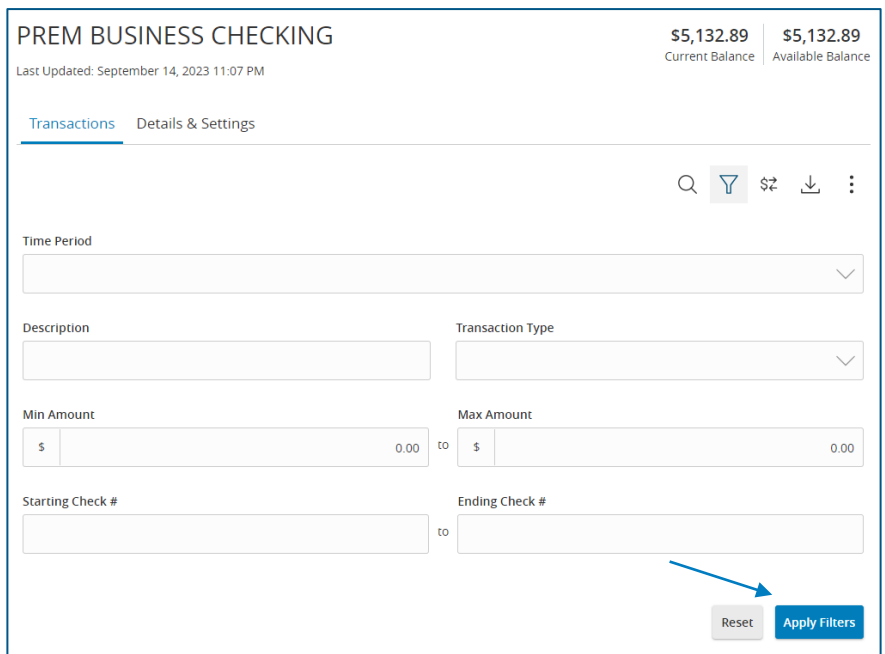 PREM BUSINESS CHECKING
$5,132.89 $5,132.89
Current Balance Available Balance
Last Updated: September 14, 2023 11:07 PM
Transactions Details & Settings
Time Period
Description Transaction Type
Min Amount Max Amount
$ 0.00 to $ 0.00
Starting Check # Ending Check #
to
Reset Apply Filters